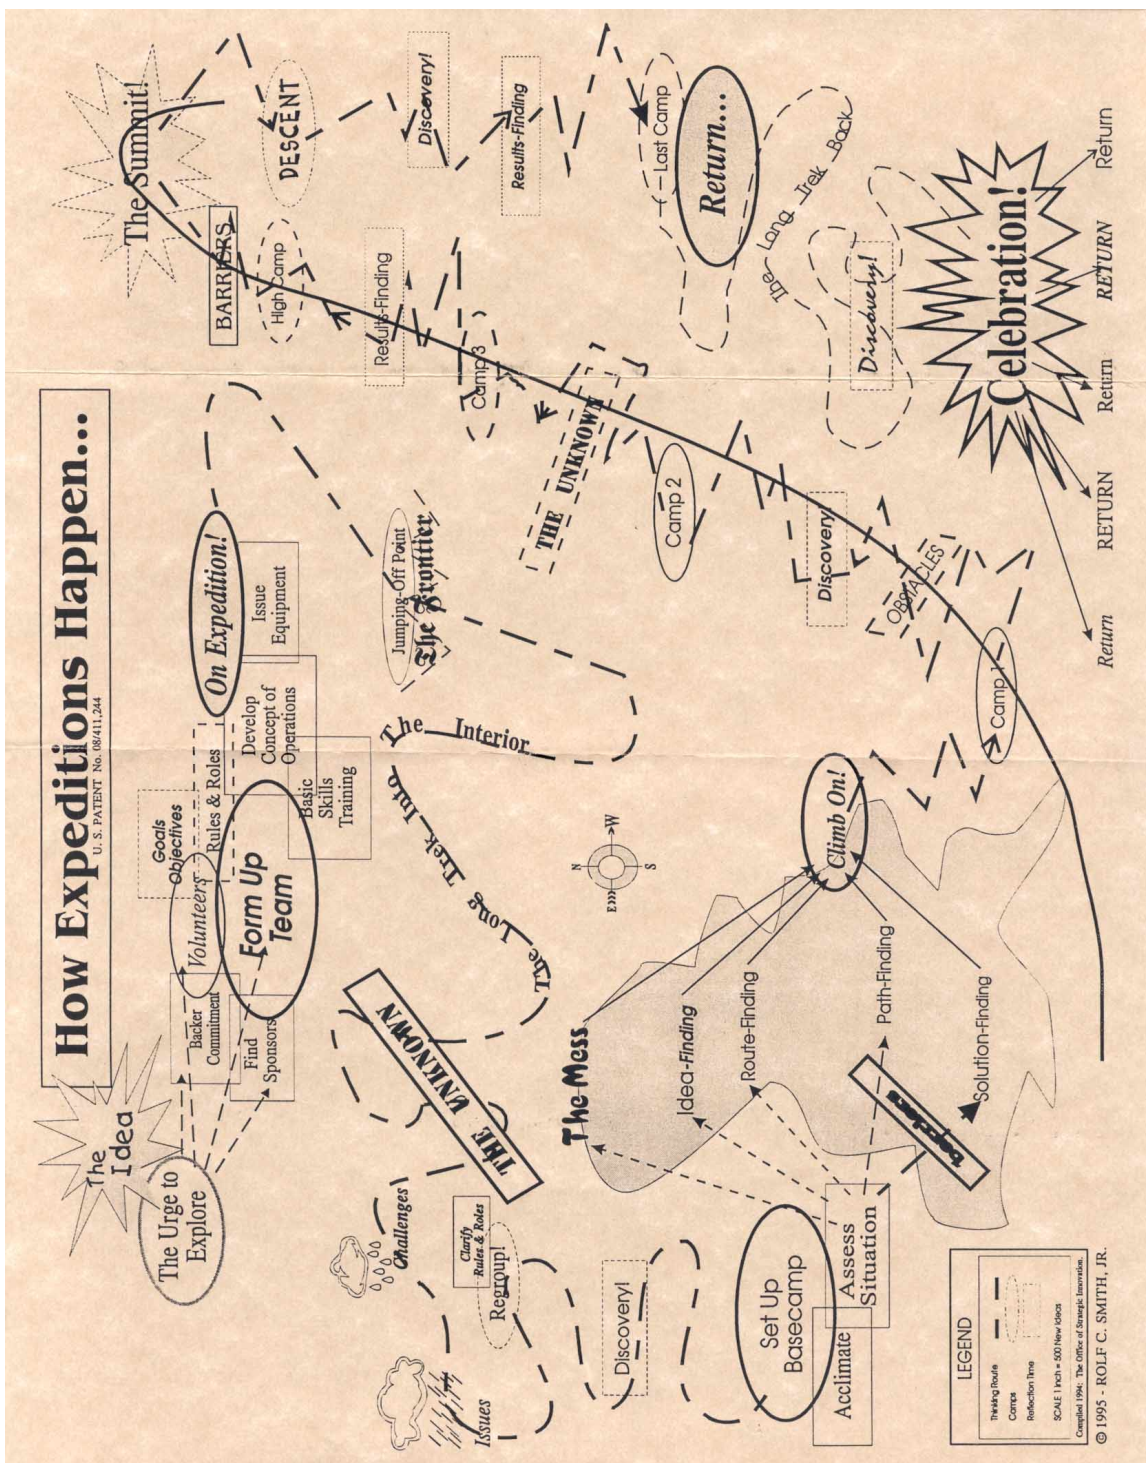 How Expeditions Happen...
U. S. PATENT No. 08/411,244
The
Idea
The Urge to
Explore
Backer
Commitment
Find
Sponsors
Volunteers
Goals
Objectives
Rules & Roles
Form Up
Team
Basic
Skills
Training
Develop
Concept of
Operations
On Expedition!
Issue
Equipment
Jumping-Off Point
The Frontier
The Long Trek Into
The Interior
THE UNKNOWN
Challenges
Issues
Clarify
Rules & Roles
Regroup!
Discovery!
Set Up
Basecamp
Acclimate
Assess
Situation
barriers
The Mess
Idea-Finding
Route-Finding
Path-Finding
Solution-Finding
N
W
S
E
Climb On!
Camp 1
OBSTACLES
Discovery!
Camp 2
THE UNKNOWN
Camp 3
Results-Finding
High Camp
BARRIERS
The Summit!
DESCENT
Discovery!
Results-Finding
Last Camp
Return...
The Long Trek Back
Discovery!
Celebration!
Return
RETURN
Return
RETURN
Return
LEGEND
Thinking Route
Camps
Reflection Time
SCALE 1 inch = 500 New Ideas
Compiled 1994: The Office of Strategic Innovation.
© 1995 - ROLF C. SMITH, JR.